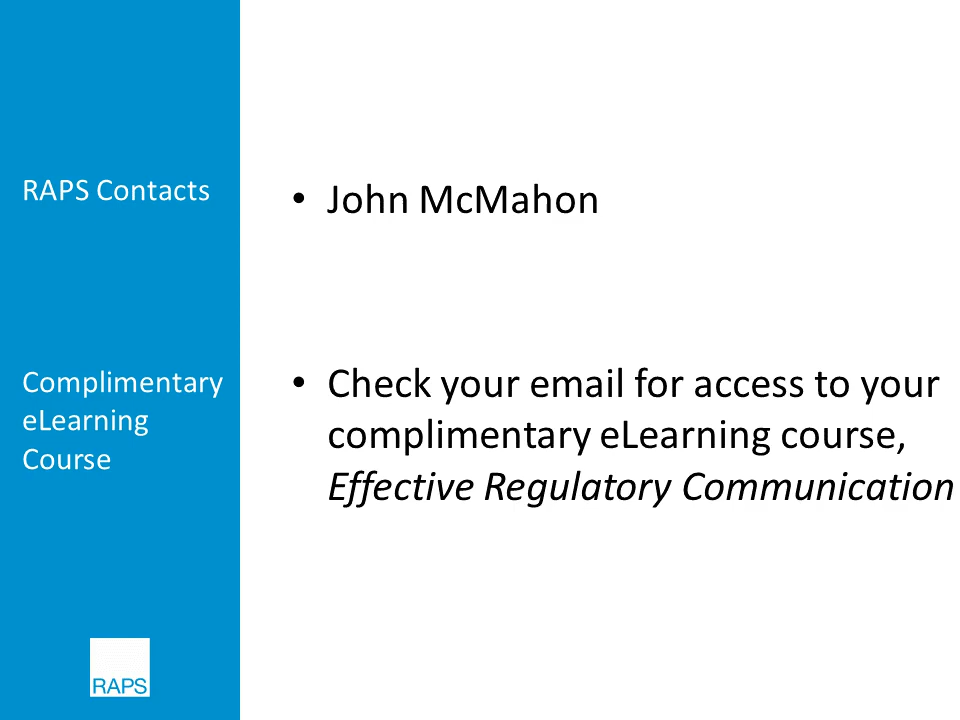 RAPS Contacts
• John McMahon
Complimentary
eLearning
Course
• Check your email for access to your
complimentary eLearning course,
Effective Regulatory Communication
RAPS